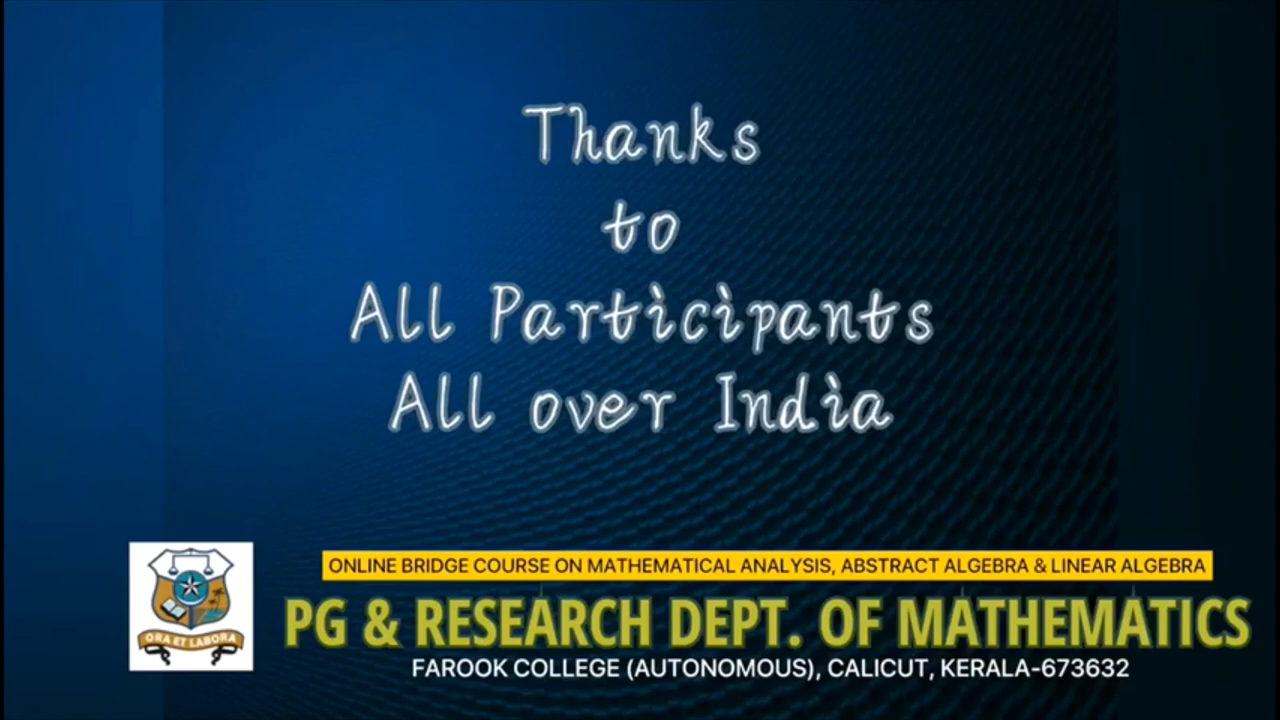 Thanks
to
All Participants
All over India
ONLINE BRIDGE COURSE ON MATHEMATICAL ANALYSIS, ABSTRACT ALGEBRA & LINEAR ALGEBRA
PG & RESEARCH DEPT. OF MATHEMATICS
FAROOK COLLEGE (AUTONOMOUS), CALICUT, KERALA-673632
ORA ET LABORA